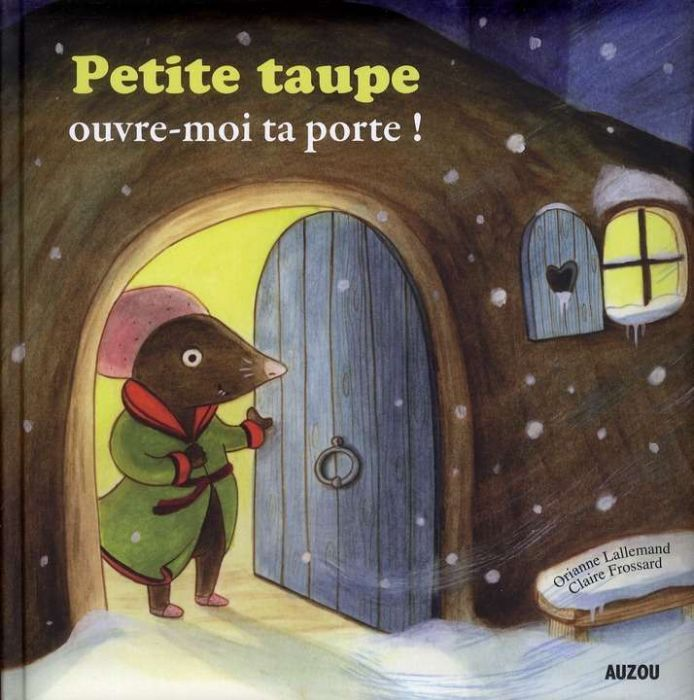 Petite taupe
ouvre-moi ta porte !
Orianne Lallemand
Claire Frossard
AUZOU